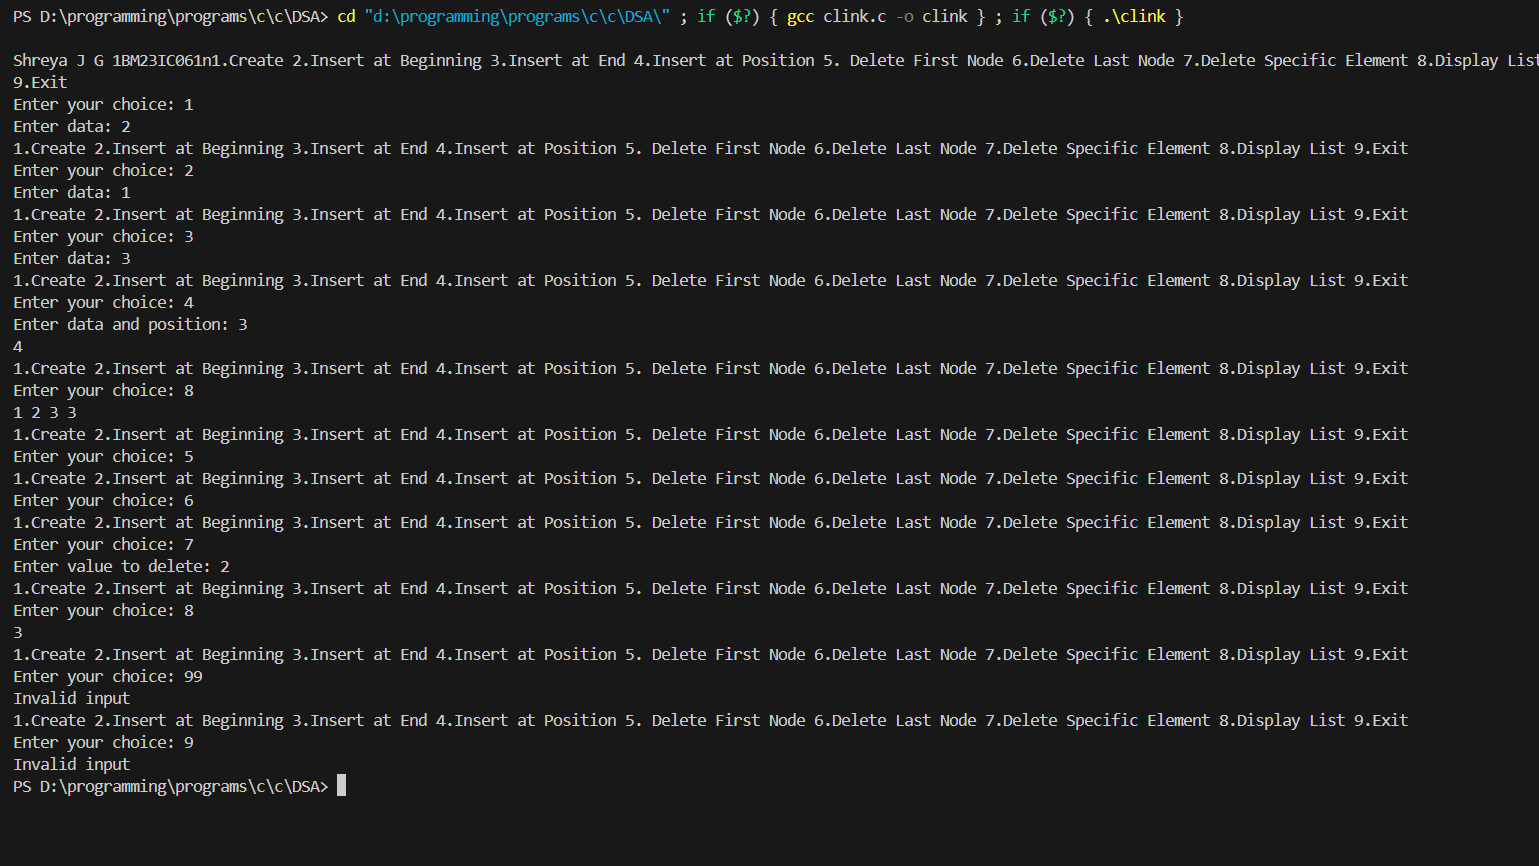 PS D:\programming\programs\c\c\DSA> cd "d:\programming\programs\c\c\DSA\" ; if ($?) { gcc clink.c -o clink } ; if ($?) { .\clink }
Shreya J G 1BM23IC061n1.Create 2.Insert at Beginning 3.Insert at End 4.Insert at Position 5. Delete First Node 6.Delete Last Node 7.Delete Specific Element 8.Display List
9.Exit
Enter your choice: 1
Enter data: 2
1.Create 2.Insert at Beginning 3.Insert at End 4.Insert at Position 5. Delete First Node 6.Delete Last Node 7.Delete Specific Element 8.Display List 9.Exit
Enter your choice: 2
Enter data: 1
1.Create 2.Insert at Beginning 3.Insert at End 4.Insert at Position 5. Delete First Node 6.Delete Last Node 7.Delete Specific Element 8.Display List 9.Exit
Enter your choice: 3
Enter data: 3
1.Create 2.Insert at Beginning 3.Insert at End 4.Insert at Position 5. Delete First Node 6.Delete Last Node 7.Delete Specific Element 8.Display List 9.Exit
Enter your choice: 4
Enter data and position: 3
4
1.Create 2.Insert at Beginning 3.Insert at End 4.Insert at Position 5. Delete First Node 6.Delete Last Node 7.Delete Specific Element 8.Display List 9.Exit
Enter your choice: 8
1 2 3 3
1.Create 2.Insert at Beginning 3.Insert at End 4.Insert at Position 5. Delete First Node 6.Delete Last Node 7.Delete Specific Element 8.Display List 9.Exit
Enter your choice: 5
1.Create 2.Insert at Beginning 3.Insert at End 4.Insert at Position 5. Delete First Node 6.Delete Last Node 7.Delete Specific Element 8.Display List 9.Exit
Enter your choice: 6
1.Create 2.Insert at Beginning 3.Insert at End 4.Insert at Position 5. Delete First Node 6.Delete Last Node 7.Delete Specific Element 8.Display List 9.Exit
Enter your choice: 7
Enter value to delete: 2
1.Create 2.Insert at Beginning 3.Insert at End 4.Insert at Position 5. Delete First Node 6.Delete Last Node 7.Delete Specific Element 8.Display List 9.Exit
Enter your choice: 8
3
1.Create 2.Insert at Beginning 3.Insert at End 4.Insert at Position 5. Delete First Node 6.Delete Last Node 7.Delete Specific Element 8.Display List 9.Exit
Enter your choice: 99
Invalid input
1.Create 2.Insert at Beginning 3.Insert at End 4.Insert at Position 5. Delete First Node 6.Delete Last Node 7.Delete Specific Element 8.Display List 9.Exit
Enter your choice: 9
Invalid input
PS D:\programming\programs\c\c\DSA>